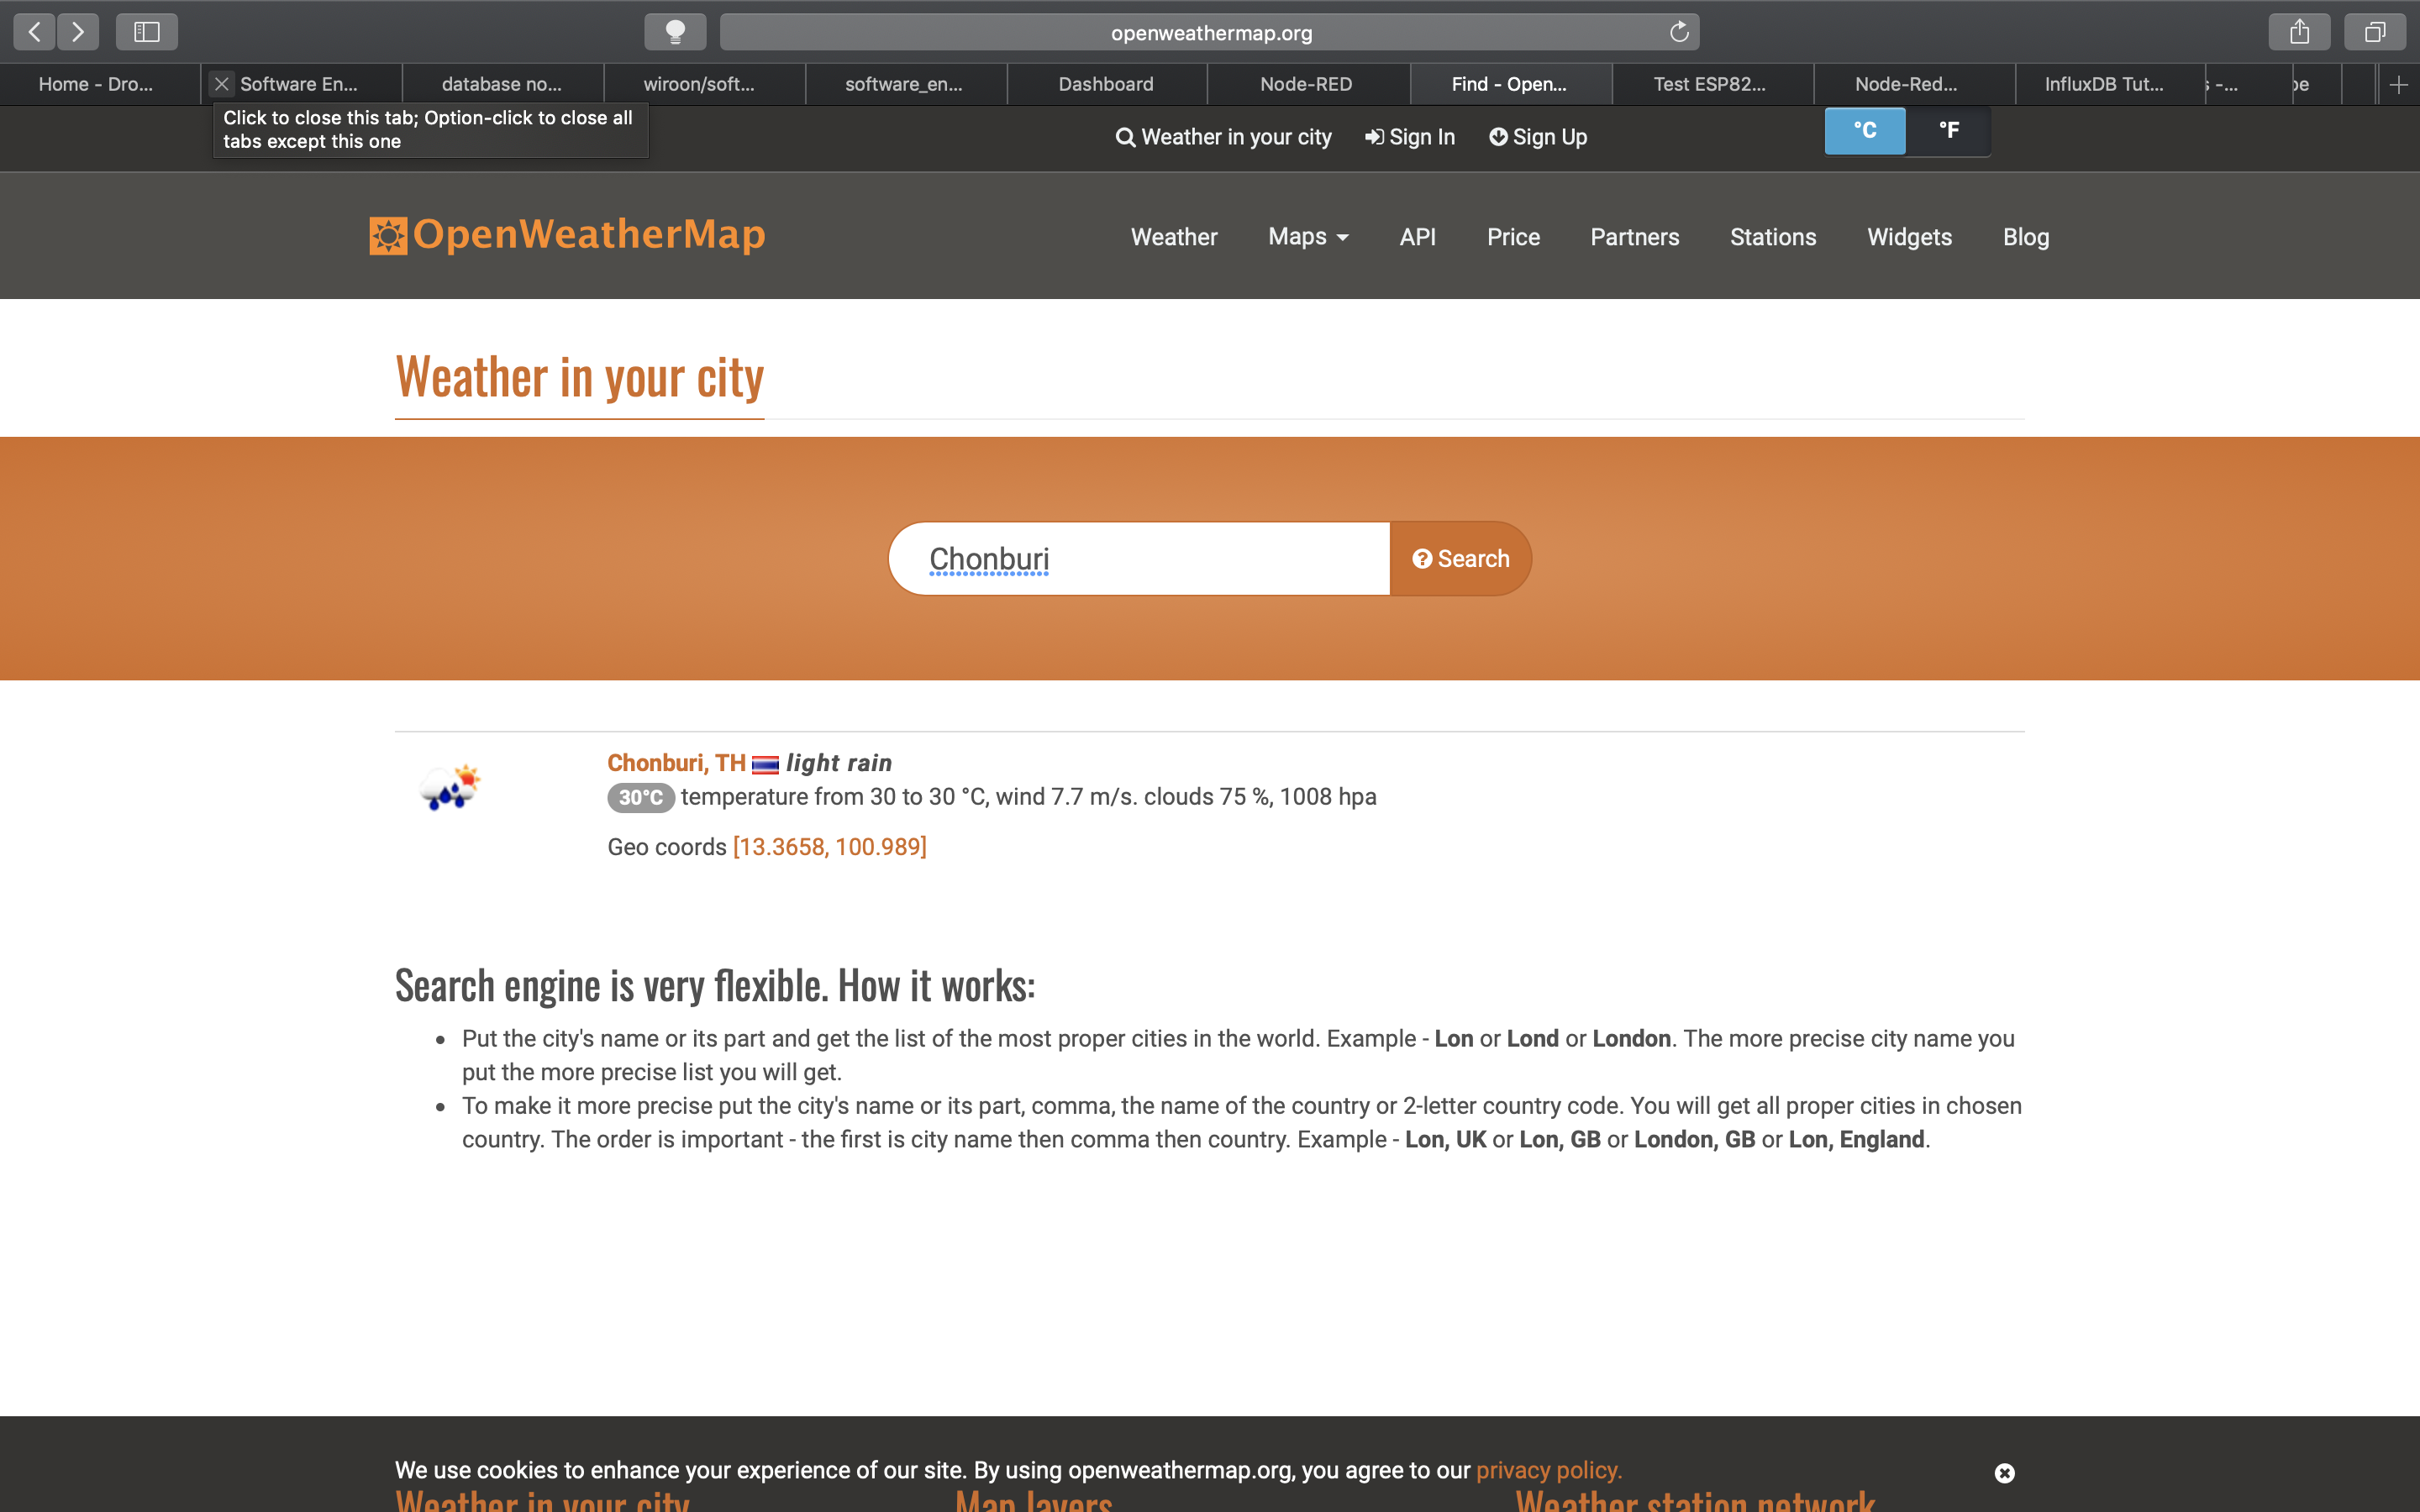 openweathermap.org
Home - Dro...
Software En...
database no...
wiroon/soft...
software_en...
Dashboard
Node-RED
Find - Open...
Test ESP82...
Node-Red...
InfluxDB Tut...
Click to close this tab; Option-click to close all
tabs except this one
Weather in your city
Sign In
Sign Up
°C
°F
OpenWeatherMap
Weather
Maps
API
Price
Partners
Stations
Widgets
Blog
Weather in your city
Chonburi
Search
Chonburi, TH light rain
30°C temperature from 30 to 30 °C, wind 7.7 m/s. clouds 75 %, 1008 hpa
Geo coords [13.3658, 100.989]
Search engine is very flexible. How it works:
• Put the city's name or its part and get the list of the most proper cities in the world. Example - Lon or Lond or London. The more precise city name you
put the more precise list you will get.
• To make it more precise put the city's name or its part, comma, the name of the country or 2-letter country code. You will get all proper cities in chosen
country. The order is important - the first is city name then comma then country. Example - Lon, UK or Lon, GB or London, GB or Lon, England.
We use cookies to enhance your experience of our site. By using openweathermap.org, you agree to our privacy policy.
Weather in your city
Map layers
Weather station network